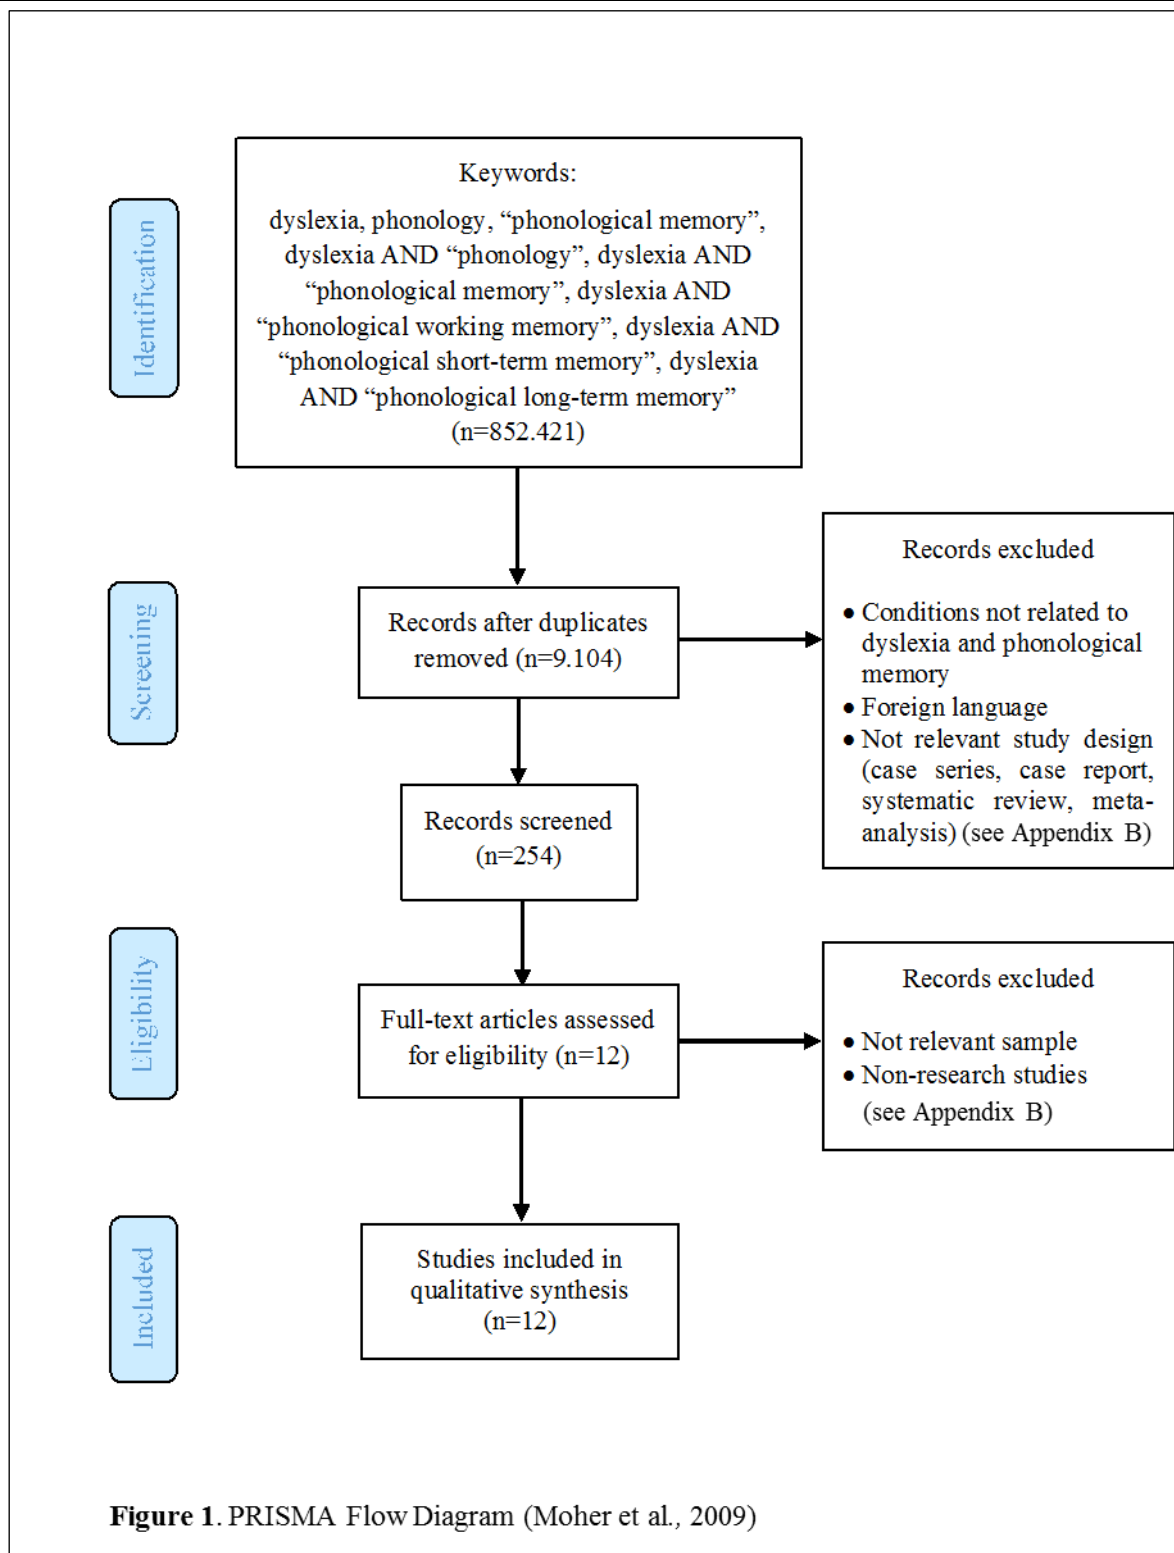 Identification
Keywords:
dyslexia, phonology, “phonological memory”,
dyslexia AND “phonology”, dyslexia AND
“phonological memory”, dyslexia AND
“phonological working memory”, dyslexia AND
“phonological short-term memory”, dyslexia
AND “phonological long-term memory”
(n=852.421)
Screening
Records after duplicates
removed (n=9.104)
Records excluded
● Conditions not related to
dyslexia and phonological
memory
● Foreign language
● Not relevant study design
(case series, case report,
systematic review, meta-
analysis) (see Appendix B)
Records screened
(n=254)
Eligibility
Full-text articles assessed
for eligibility (n=12)
Records excluded
● Not relevant sample
● Non-research studies
(see Appendix B)
Included
Studies included in
qualitative synthesis
(n=12)
Figure 1. PRISMA Flow Diagram (Moher et al., 2009)